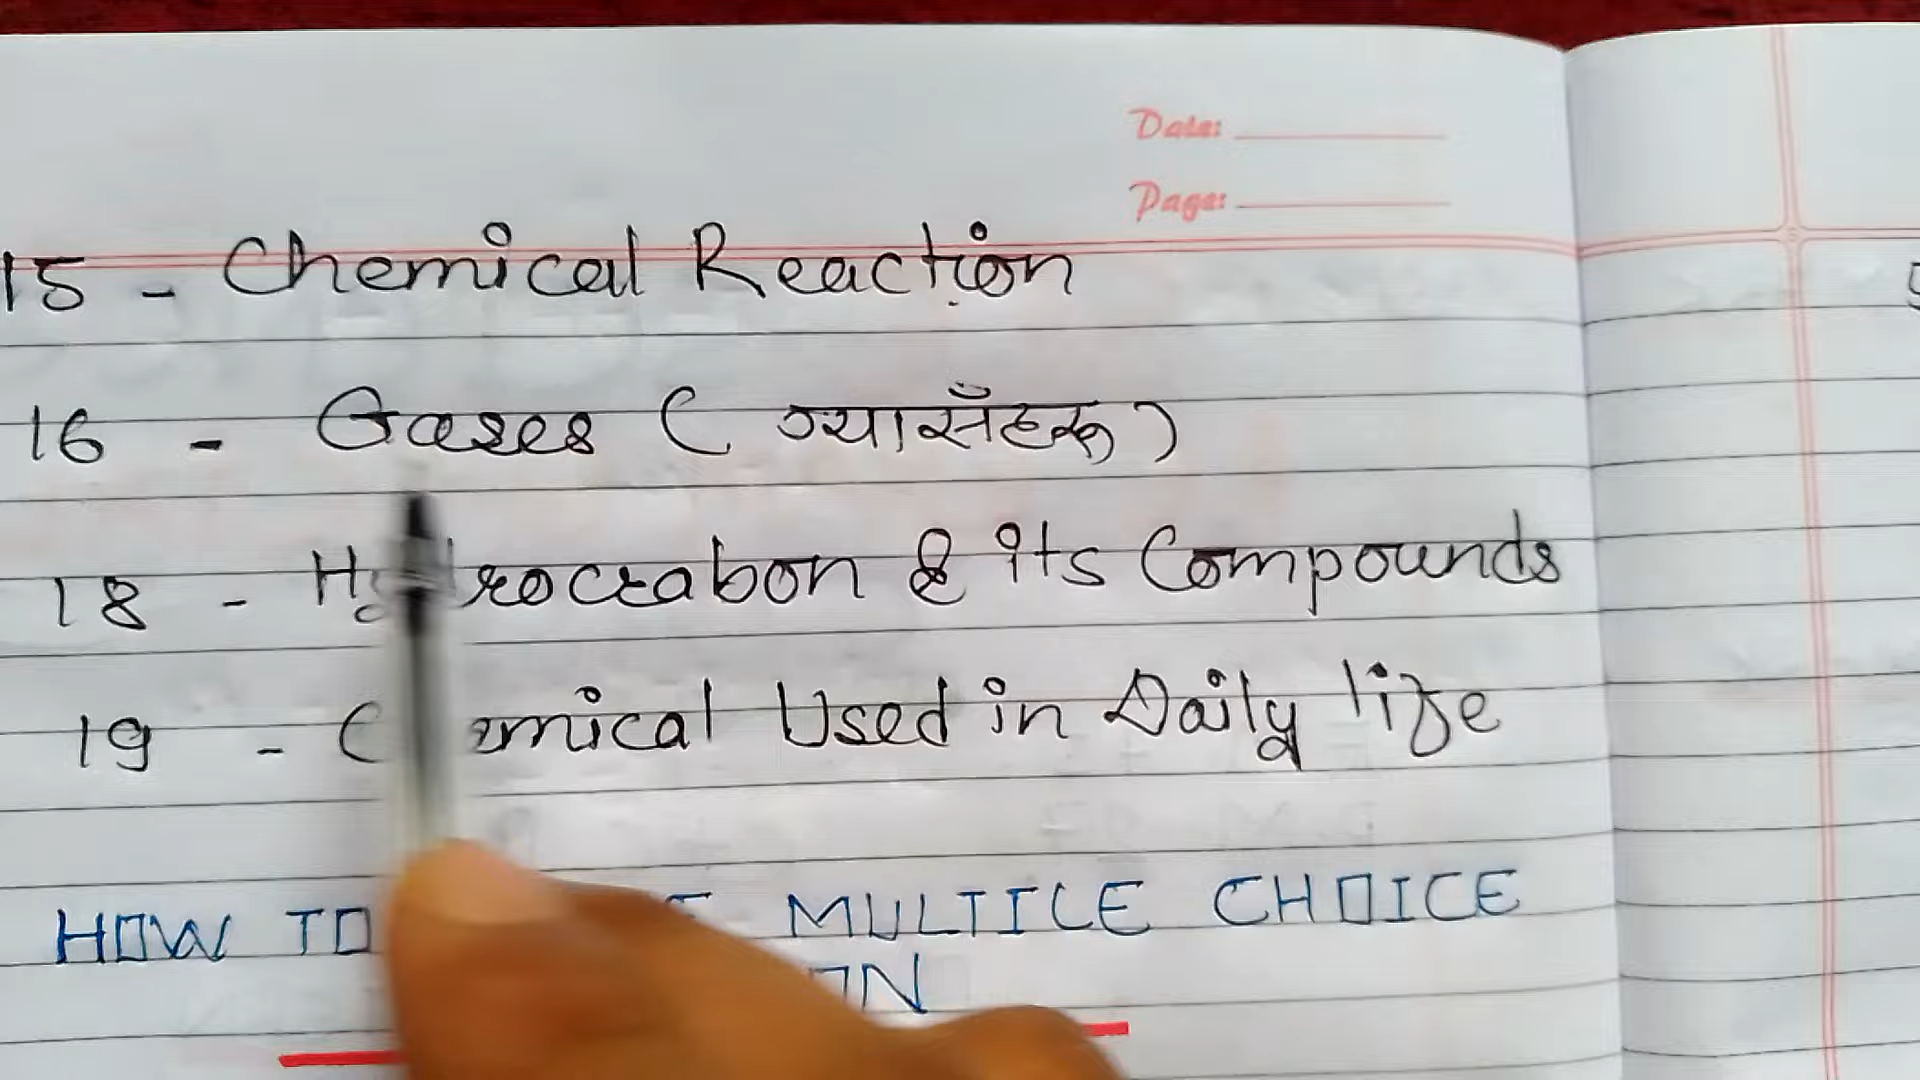 Date:
Page:
15 - Chemical Reaction
16 - Gases ( ग्यासँहरू )
18 - Hydrocrabon & its Compounds
19 - Chemical Used in Daily life
HOW TO MULTICE CHOICE